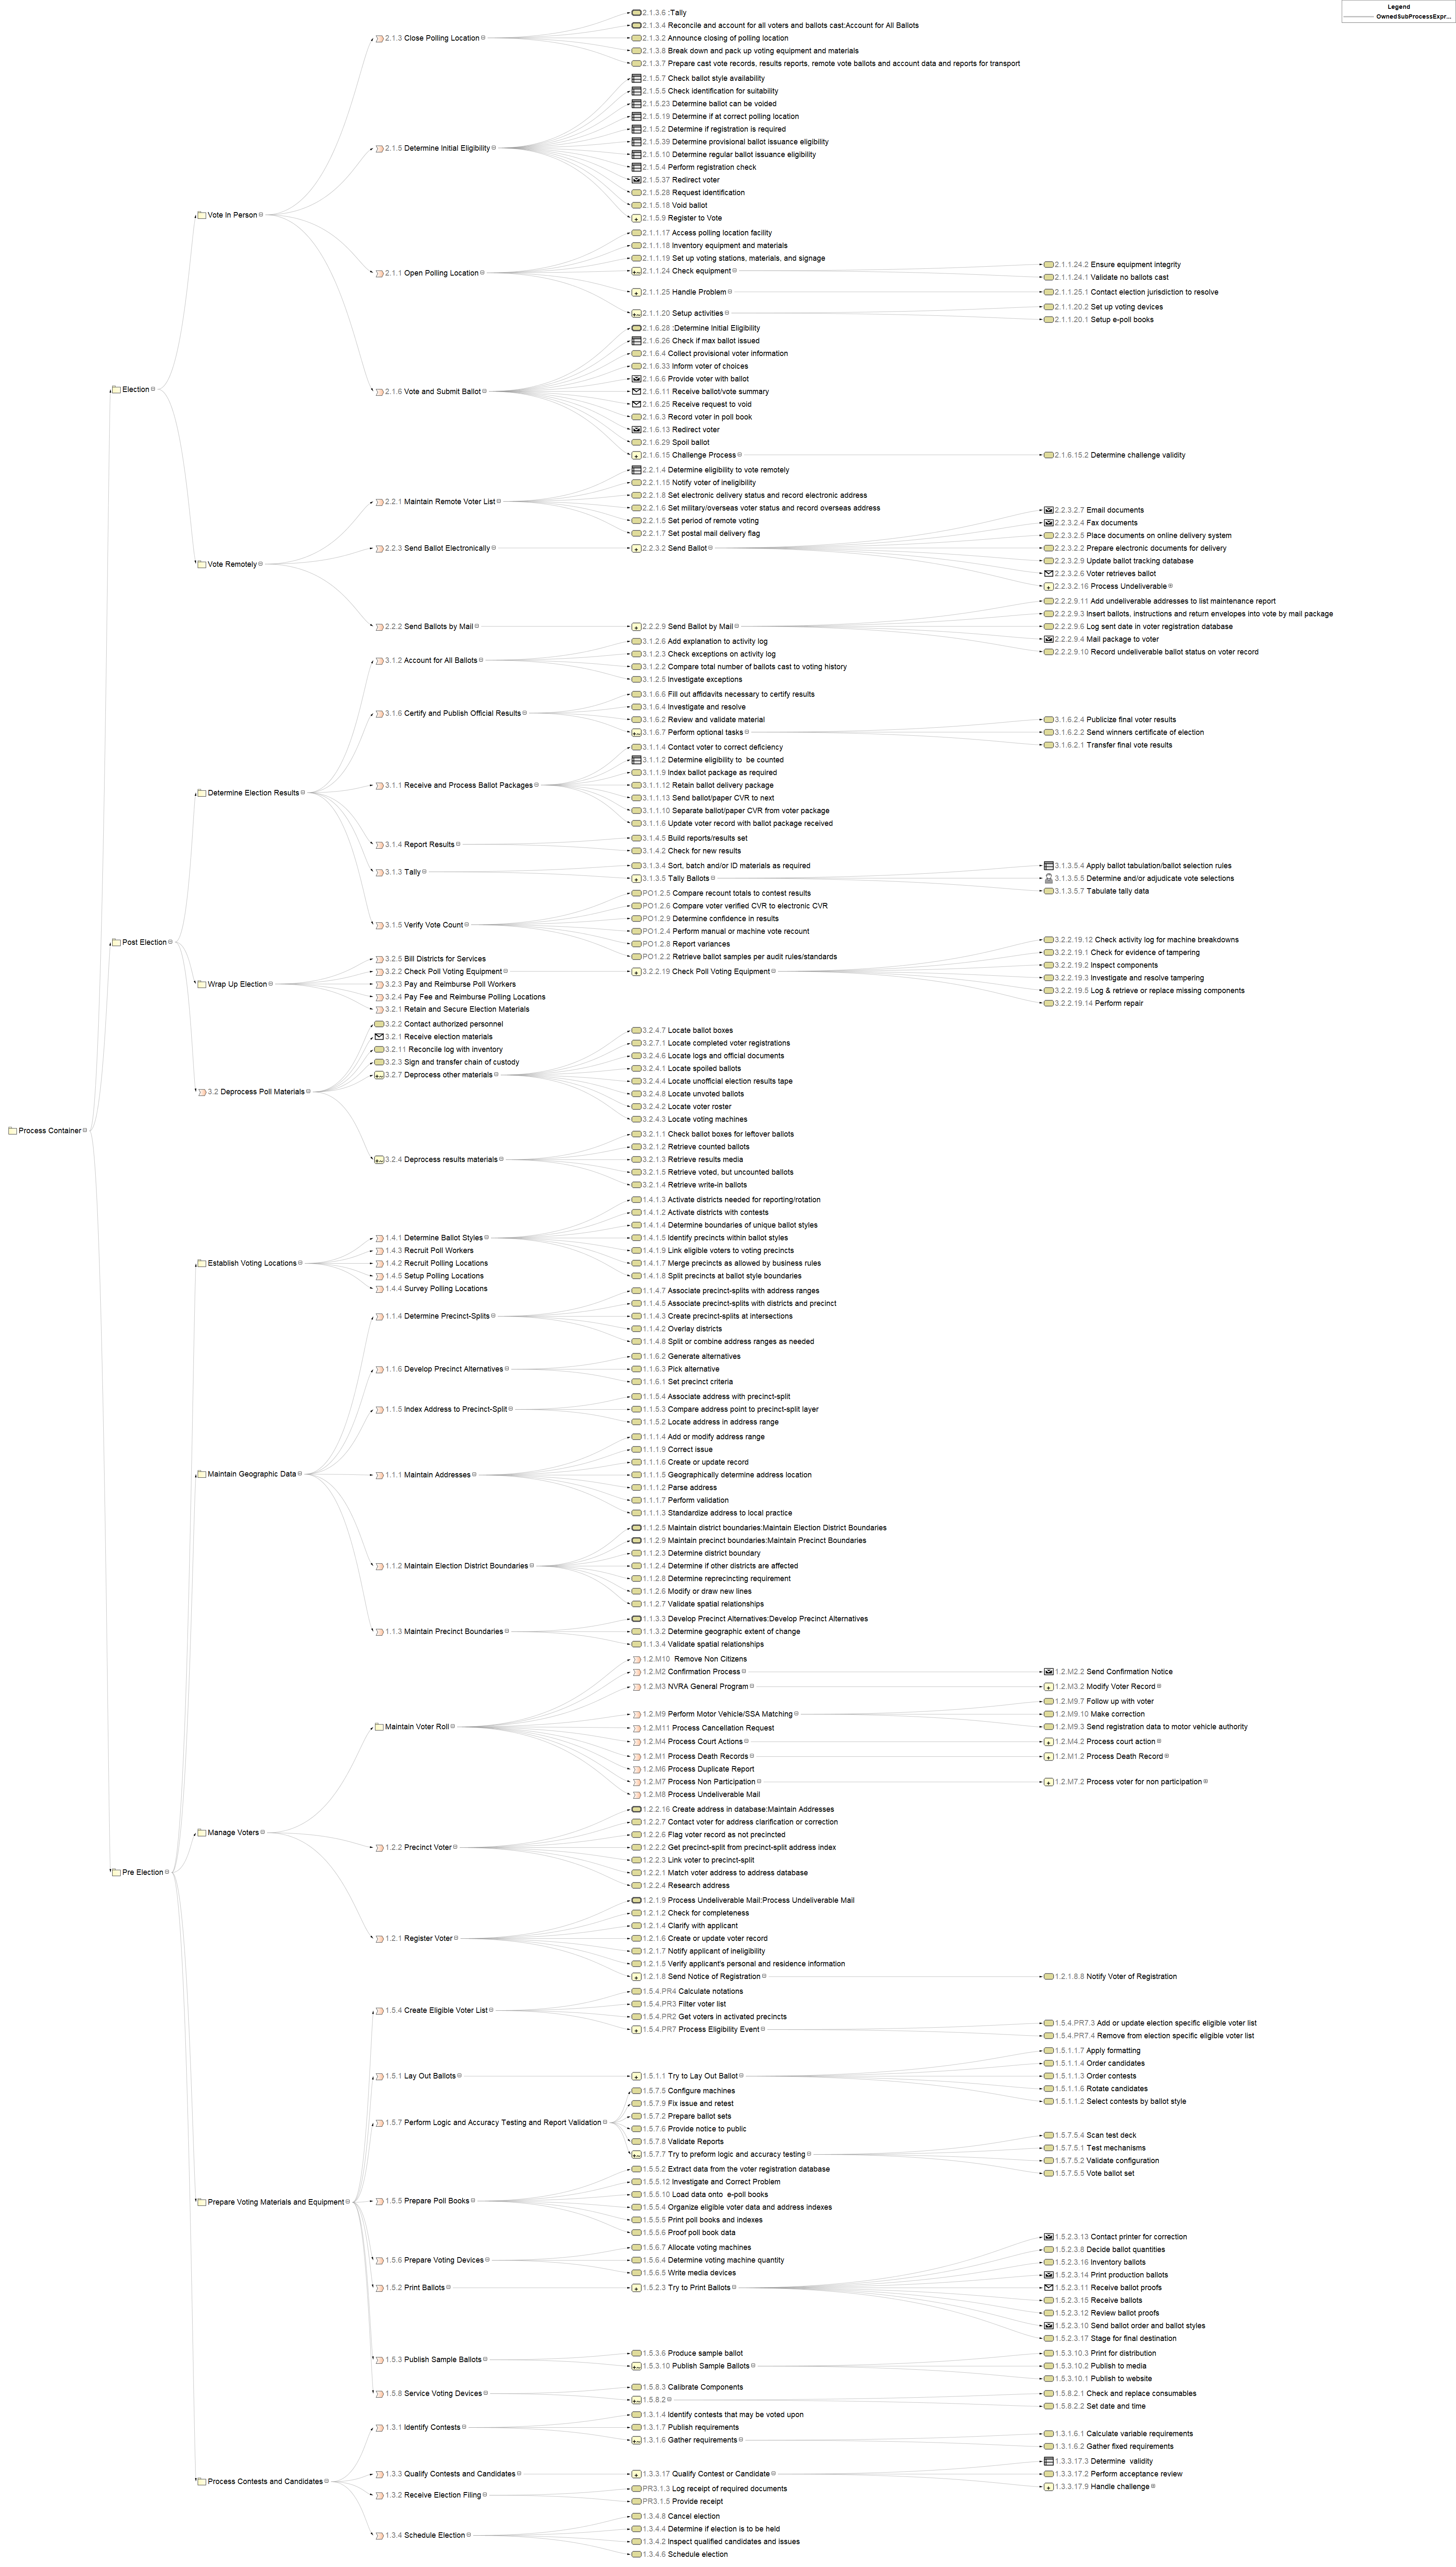 Legend
OwnedSubProcessExpr...
Process Container
Election
Vote In Person
2.1.3 Close Polling Location
2.1.3.6 :Tally
2.1.3.4 Reconcile and account for all voters and ballots cast:Account for All Ballots
2.1.3.2 Announce closing of polling location
2.1.3.8 Break down and pack up voting equipment and materials
2.1.3.7 Prepare cast vote records, results reports, remote vote ballots and account data and reports for transport
2.1.5 Determine Initial Eligibility
2.1.5.7 Check ballot style availability
2.1.5.5 Check identification for suitability
2.1.5.23 Determine ballot can be voided
2.1.5.19 Determine if at correct polling location
2.1.5.2 Determine if registration is required
2.1.5.39 Determine provisional ballot issuance eligibility
2.1.5.10 Determine regular ballot issuance eligibility
2.1.5.4 Perform registration check
2.1.5.37 Redirect voter
2.1.5.28 Request identification
2.1.5.18 Void ballot
2.1.5.9 Register to Vote
2.1.1 Open Polling Location
2.1.1.17 Access polling location facility
2.1.1.18 Inventory equipment and materials
2.1.1.19 Set up voting stations, materials, and signage
2.1.1.24 Check equipment
2.1.1.24.2 Ensure equipment integrity
2.1.1.24.1 Validate no ballots cast
2.1.1.25 Handle Problem
2.1.1.25.1 Contact election jurisdiction to resolve
2.1.1.20 Setup activities
2.1.1.20.2 Set up voting devices
2.1.1.20.1 Setup e-poll books
2.1.6 Vote and Submit Ballot
2.1.6.28 :Determine Initial Eligibility
2.1.6.26 Check if max ballot issued
2.1.6.4 Collect provisional voter information
2.1.6.33 Inform voter of choices
2.1.6.6 Provide voter with ballot
2.1.6.11 Receive ballot/vote summary
2.1.6.25 Receive request to void
2.1.6.3 Record voter in poll book
2.1.6.13 Redirect voter
2.1.6.29 Spoil ballot
2.1.6.15 Challenge Process
2.1.6.15.2 Determine challenge validity
Vote Remotely
2.2.1 Maintain Remote Voter List
2.2.1.4 Determine eligibility to vote remotely
2.2.1.15 Notify voter of ineligibility
2.2.1.8 Set electronic delivery status and record electronic address
2.2.1.6 Set military/overseas voter status and record overseas address
2.2.1.5 Set period of remote voting
2.2.1.7 Set postal mail delivery flag
2.2.3 Send Ballot Electronically
2.2.3.2 Send Ballot
2.2.3.2.7 Email documents
2.2.3.2.4 Fax documents
2.2.3.2.5 Place documents on online delivery system
2.2.3.2.2 Prepare electronic documents for delivery
2.2.3.2.9 Update ballot tracking database
2.2.3.2.6 Voter retrieves ballot
2.2.3.2.16 Process Undeliverable
2.2.2 Send Ballots by Mail
2.2.2.9 Send Ballot by Mail
2.2.2.9.11 Add undeliverable addresses to list maintenance report
2.2.2.9.3 Insert ballots, instructions and return envelopes into vote by mail package
2.2.2.9.6 Log sent date in voter registration database
2.2.2.9.4 Mail package to voter
2.2.2.9.10 Record undeliverable ballot status on voter record
Post Election
Determine Election Results
3.1.2 Account for All Ballots
3.1.2.6 Add explanation to activity log
3.1.2.3 Check exceptions on activity log
3.1.2.2 Compare total number of ballots cast to voting history
3.1.2.5 Investigate exceptions
3.1.6 Certify and Publish Official Results
3.1.6.6 Fill out affidavits necessary to certify results
3.1.6.4 Investigate and resolve
3.1.6.2 Review and validate material
3.1.6.7 Perform optional tasks
3.1.6.2.4 Publicize final voter results
3.1.6.2.2 Send winners certificate of election
3.1.6.2.1 Transfer final vote results
3.1.1 Receive and Process Ballot Packages
3.1.1.4 Contact voter to correct deficiency
3.1.1.2 Determine eligibility to  be counted
3.1.1.9 Index ballot package as required
3.1.1.12 Retain ballot delivery package
3.1.1.13 Send ballot/paper CVR to next
3.1.1.10 Separate ballot/paper CVR from voter package
3.1.1.6 Update voter record with ballot package received
3.1.4 Report Results
3.1.4.5 Build reports/results set
3.1.4.2 Check for new results
3.1.3 Tally
3.1.3.4 Sort, batch and/or ID materials as required
3.1.3.5 Tally Ballots
3.1.3.5.4 Apply ballot tabulation/ballot selection rules
3.1.3.5.5 Determine and/or adjudicate vote selections
3.1.3.5.7 Tabulate tally data
3.1.5 Verify Vote Count
PO1.2.5 Compare recount totals to contest results
PO1.2.6 Compare voter verified CVR to electronic CVR
PO1.2.9 Determine confidence in results
PO1.2.4 Perform manual or machine vote recount
PO1.2.8 Report variances
PO1.2.2 Retrieve ballot samples per audit rules/standards
Wrap Up Election
3.2.5 Bill Districts for Services
3.2.2 Check Poll Voting Equipment
3.2.2.19 Check Poll Voting Equipment
3.2.2.19.12 Check activity log for machine breakdowns
3.2.2.19.1 Check for evidence of tampering
3.2.2.19.2 Inspect components
3.2.2.19.3 Investigate and resolve tampering
3.2.2.19.5 Log & retrieve or replace missing components
3.2.2.19.14 Perform repair
3.2.3 Pay and Reimburse Poll Workers
3.2.4 Pay Fee and Reimburse Polling Locations
3.2.1 Retain and Secure Election Materials
3.2 Deprocess Poll Materials
3.2.2 Contact authorized personnel
3.2.1 Receive election materials
3.2.11 Reconcile log with inventory
3.2.3 Sign and transfer chain of custody
3.2.7 Deprocess other materials
3.2.4.7 Locate ballot boxes
3.2.7.1 Locate completed voter registrations
3.2.4.6 Locate logs and official documents
3.2.4.1 Locate spoiled ballots
3.2.4.4 Locate unofficial election results tape
3.2.4.8 Locate unvoted ballots
3.2.4.2 Locate voter roster
3.2.4.3 Locate voting machines
3.2.4 Deprocess results materials
3.2.1.1 Check ballot boxes for leftover ballots
3.2.1.2 Retrieve counted ballots
3.2.1.3 Retrieve results media
3.2.1.5 Retrieve voted, but uncounted ballots
3.2.1.4 Retrieve write-in ballots
Pre Election
Establish Voting Locations
1.4.1 Determine Ballot Styles
1.4.1.3 Activate districts needed for reporting/rotation
1.4.1.2 Activate districts with contests
1.4.1.4 Determine boundaries of unique ballot styles
1.4.1.5 Identify precincts within ballot styles
1.4.1.9 Link eligible voters to voting precincts
1.4.1.7 Merge precincts as allowed by business rules
1.4.1.8 Split precincts at ballot style boundaries
1.4.3 Recruit Poll Workers
1.4.2 Recruit Polling Locations
1.4.5 Setup Polling Locations
1.4.4 Survey Polling Locations
Maintain Geographic Data
1.1.4 Determine Precinct-Splits
1.1.4.7 Associate precinct-splits with address ranges
1.1.4.5 Associate precinct-splits with districts and precinct
1.1.4.3 Create precinct-splits at intersections
1.1.4.2 Overlay districts
1.1.4.8 Split or combine address ranges as needed
1.1.6 Develop Precinct Alternatives
1.1.6.2 Generate alternatives
1.1.6.3 Pick alternative
1.1.6.1 Set precinct criteria
1.1.5 Index Address to Precinct-Split
1.1.5.4 Associate address with precinct-split
1.1.5.3 Compare address point to precinct-split layer
1.1.5.2 Locate address in address range
1.1.1 Maintain Addresses
1.1.1.4 Add or modify address range
1.1.1.9 Correct issue
1.1.1.6 Create or update record
1.1.1.5 Geographically determine address location
1.1.1.2 Parse address
1.1.1.7 Perform validation
1.1.1.3 Standardize address to local practice
1.1.2 Maintain Election District Boundaries
1.1.2.5 Maintain district boundaries:Maintain Election District Boundaries
1.1.2.9 Maintain precinct boundaries:Maintain Precinct Boundaries
1.1.2.3 Determine district boundary
1.1.2.4 Determine if other districts are affected
1.1.2.8 Determine reprecincting requirement
1.1.2.6 Modify or draw new lines
1.1.2.7 Validate spatial relationships
1.1.3 Maintain Precinct Boundaries
1.1.3.3 Develop Precinct Alternatives:Develop Precinct Alternatives
1.1.3.2 Determine geographic extent of change
1.1.3.4 Validate spatial relationships
Manage Voters
Maintain Voter Roll
1.2.M10  Remove Non Citizens
1.2.M2 Confirmation Process
1.2.M2.2 Send Confirmation Notice
1.2.M3 NVRA General Program
1.2.M3.2 Modify Voter Record
1.2.M9 Perform Motor Vehicle/SSA Matching
1.2.M9.7 Follow up with voter
1.2.M9.10 Make correction
1.2.M9.3 Send registration data to motor vehicle authority
1.2.M11 Process Cancellation Request
1.2.M4 Process Court Actions
1.2.M4.2 Process court action
1.2.M1 Process Death Records
1.2.M1.2 Process Death Record
1.2.M6 Process Duplicate Report
1.2.M7 Process Non Participation
1.2.M7.2 Process voter for non participation
1.2.M8 Process Undeliverable Mail
1.2.2 Precinct Voter
1.2.2.16 Create address in database:Maintain Addresses
1.2.2.7 Contact voter for address clarification or correction
1.2.2.6 Flag voter record as not precincted
1.2.2.2 Get precinct-split from precinct-split address index
1.2.2.3 Link voter to precinct-split
1.2.2.1 Match voter address to address database
1.2.2.4 Research address
1.2.1 Register Voter
1.2.1.9 Process Undeliverable Mail:Process Undeliverable Mail
1.2.1.2 Check for completeness
1.2.1.4 Clarify with applicant
1.2.1.6 Create or update voter record
1.2.1.7 Notify applicant of ineligibility
1.2.1.5 Verify applicant's personal and residence information
1.2.1.8 Send Notice of Registration
1.2.1.8.8 Notify Voter of Registration
Prepare Voting Materials and Equipment
1.5.4 Create Eligible Voter List
1.5.4.PR4 Calculate notations
1.5.4.PR3 Filter voter list
1.5.4.PR2 Get voters in activated precincts
1.5.4.PR7 Process Eligibility Event
1.5.4.PR7.3 Add or update election specific eligible voter list
1.5.4.PR7.4 Remove from election specific eligible voter list
1.5.1 Lay Out Ballots
1.5.1.1 Try to Lay Out Ballot
1.5.1.1.7 Apply formatting
1.5.1.1.4 Order candidates
1.5.1.1.3 Order contests
1.5.1.1.6 Rotate candidates
1.5.1.1.2 Select contests by ballot style
1.5.7 Perform Logic and Accuracy Testing and Report Validation
1.5.7.5 Configure machines
1.5.7.9 Fix issue and retest
1.5.7.2 Prepare ballot sets
1.5.7.6 Provide notice to public
1.5.7.8 Validate Reports
1.5.7.7 Try to preform logic and accuracy testing
1.5.7.5.4 Scan test deck
1.5.7.5.1 Test mechanisms
1.5.7.5.2 Validate configuration
1.5.7.5.5 Vote ballot set
1.5.5 Prepare Poll Books
1.5.5.2 Extract data from the voter registration database
1.5.5.12 Investigate and Correct Problem
1.5.5.10 Load data onto  e-poll books
1.5.5.4 Organize eligible voter data and address indexes
1.5.5.5 Print poll books and indexes
1.5.5.6 Proof poll book data
1.5.6 Prepare Voting Devices
1.5.6.7 Allocate voting machines
1.5.6.4 Determine voting machine quantity
1.5.6.5 Write media devices
1.5.2 Print Ballots
1.5.2.3 Try to Print Ballots
1.5.2.3.13 Contact printer for correction
1.5.2.3.8 Decide ballot quantities
1.5.2.3.16 Inventory ballots
1.5.2.3.14 Print production ballots
1.5.2.3.11 Receive ballot proofs
1.5.2.3.15 Receive ballots
1.5.2.3.12 Review ballot proofs
1.5.2.3.10 Send ballot order and ballot styles
1.5.2.3.17 Stage for final destination
1.5.3 Publish Sample Ballots
1.5.3.6 Produce sample ballot
1.5.3.10 Publish Sample Ballots
1.5.3.10.3 Print for distribution
1.5.3.10.2 Publish to media
1.5.3.10.1 Publish to website
1.5.8 Service Voting Devices
1.5.8.3 Calibrate Components
1.5.8.2
1.5.8.2.1 Check and replace consumables
1.5.8.2.2 Set date and time
Process Contests and Candidates
1.3.1 Identify Contests
1.3.1.4 Identify contests that may be voted upon
1.3.1.7 Publish requirements
1.3.1.6 Gather requirements
1.3.1.6.1 Calculate variable requirements
1.3.1.6.2 Gather fixed requirements
1.3.3 Qualify Contests and Candidates
1.3.3.17 Qualify Contest or Candidate
1.3.3.17.3 Determine  validity
1.3.3.17.2 Perform acceptance review
1.3.3.17.9 Handle challenge
1.3.2 Receive Election Filing
PR3.1.3 Log receipt of required documents
PR3.1.5 Provide receipt
1.3.4 Schedule Election
1.3.4.8 Cancel election
1.3.4.4 Determine if election is to be held
1.3.4.2 Inspect qualified candidates and issues
1.3.4.6 Schedule election